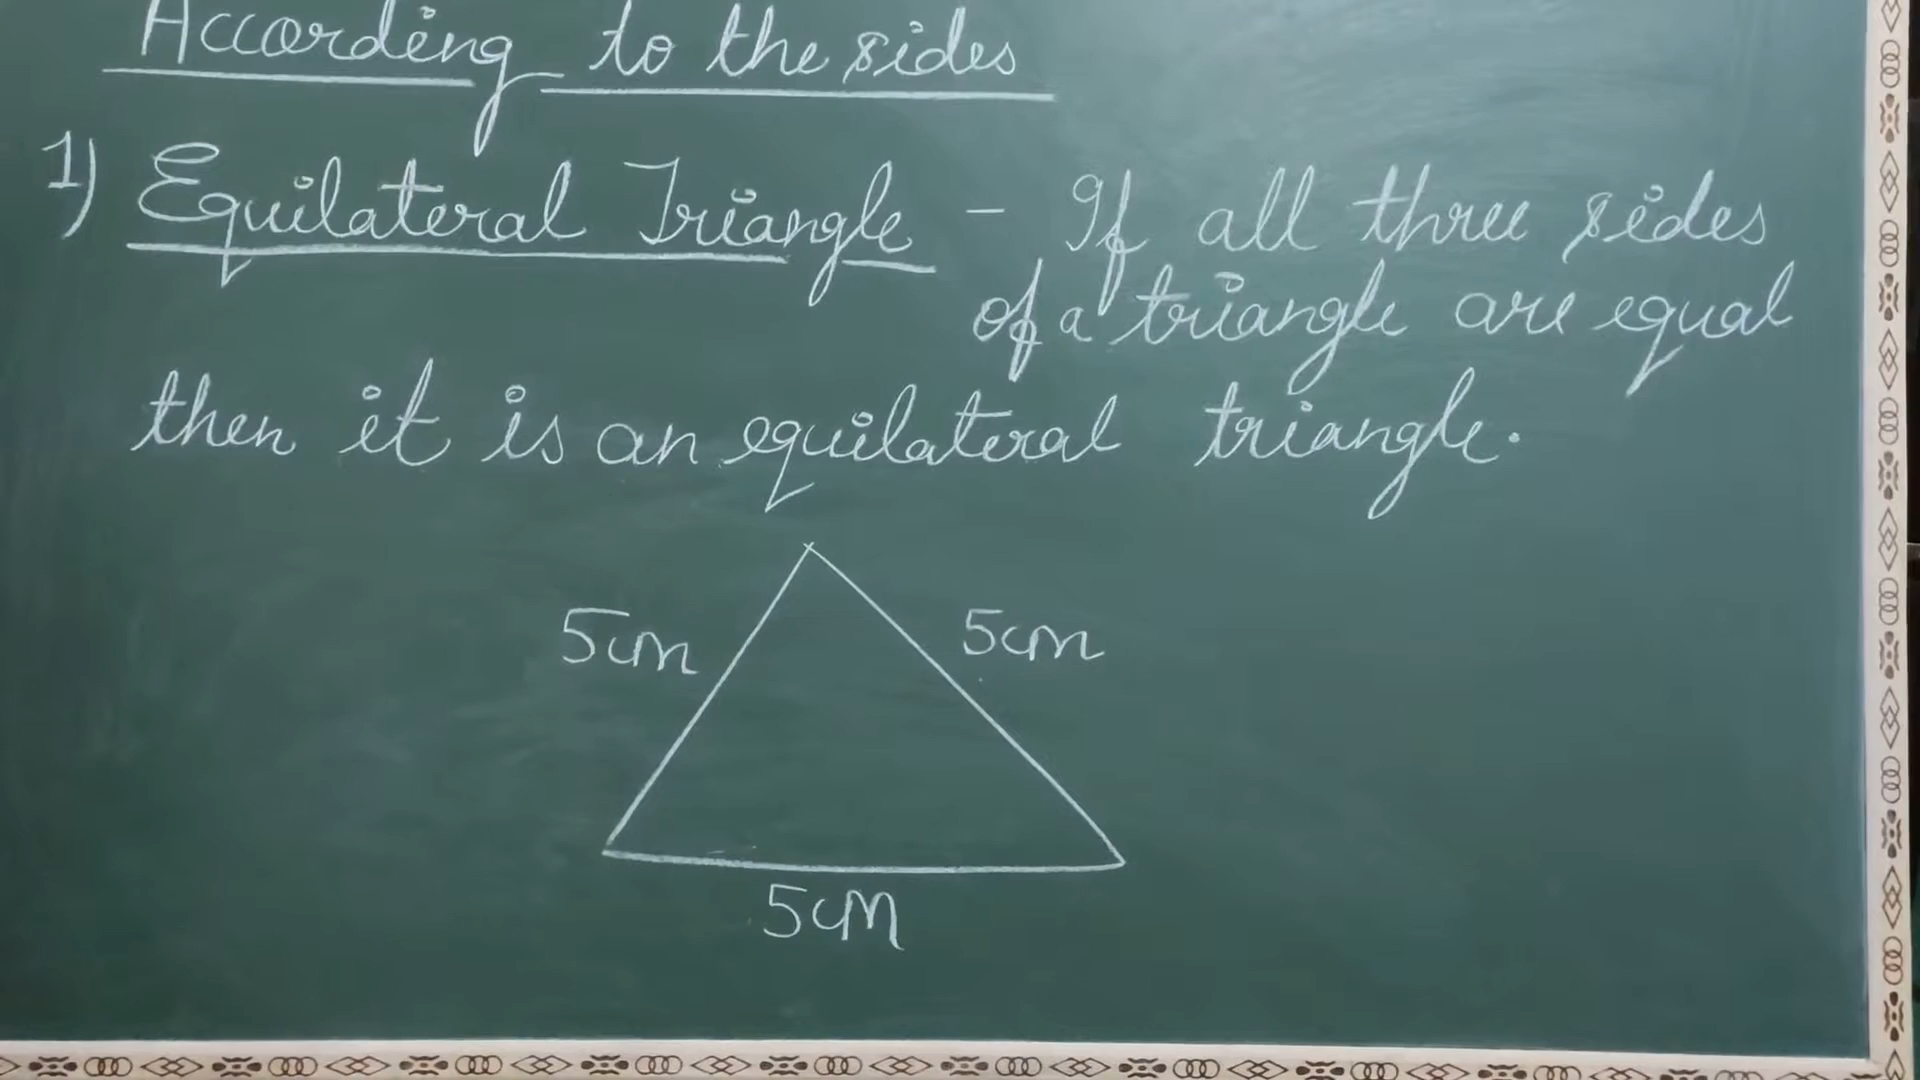 According to the sides
1) Equilateral Triangle - If all three sides
of a triangle are equal
then it is an equilateral triangle.
5cm 5cm
5cm